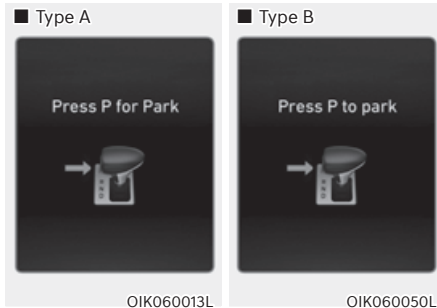 ■ Type A
■ Type B
Press P for Park
Press P to park
OIK060013L
OIK060050L